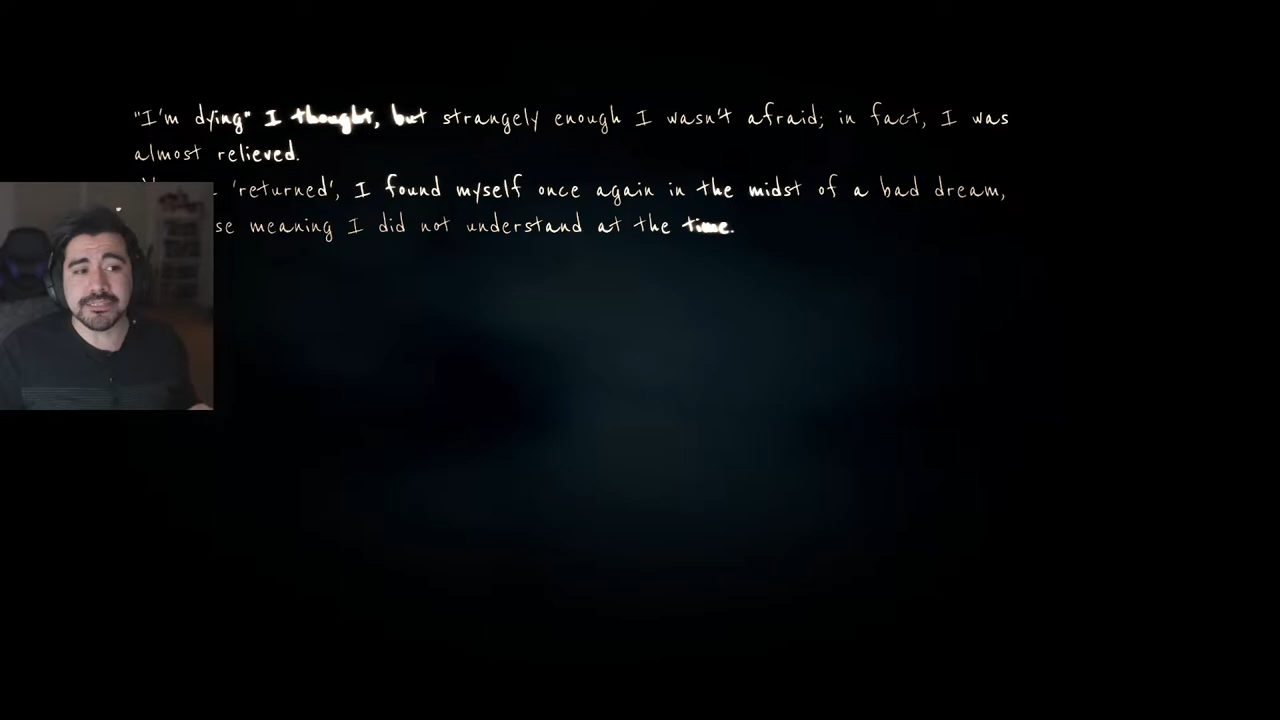 "I'm dying" I thought, but strangely enough I wasn't afraid; in fact, I was
almost relieved.
'returned', I found myself once again in the midst of a bad dream,
se meaning I did not understand at the time.